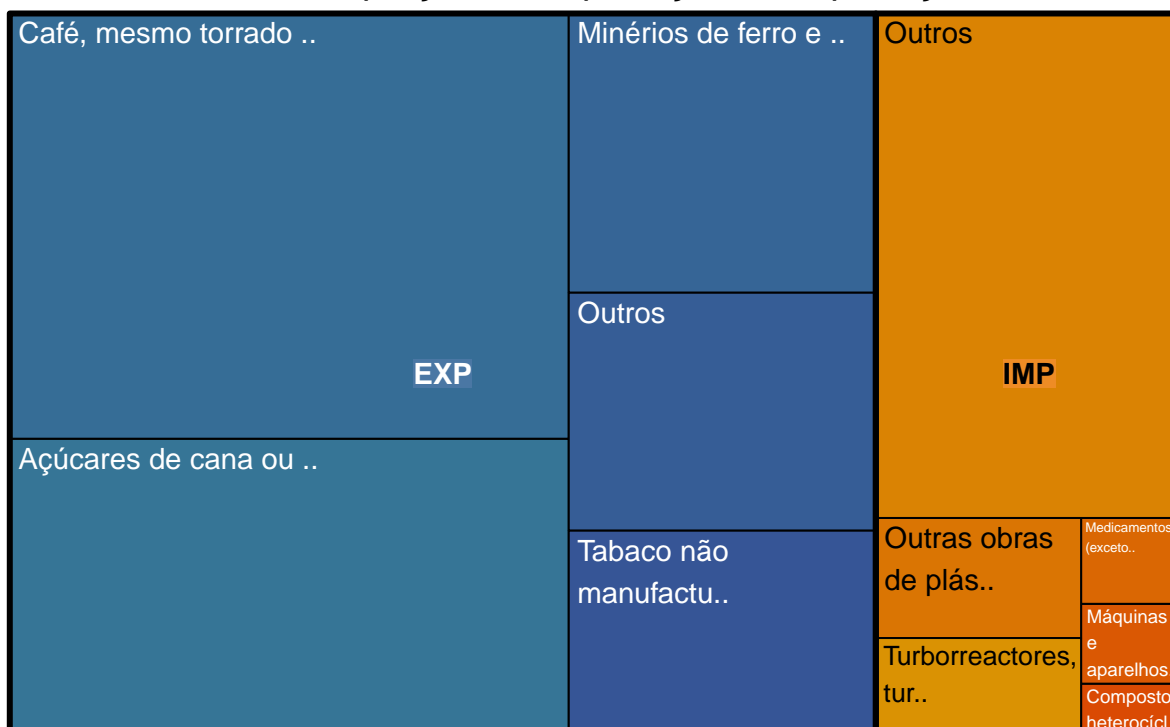 Café, mesmo torrado ..
Minérios de ferro e ..
Outros
EXP
IMP
Outros
Açúcares de cana ou ..
Tabaco não
manufactu..
Outras obras
de plás..
Medicamentos
(exceto..
Máquinas
e
aparelhos
Turborreactores,
tur..